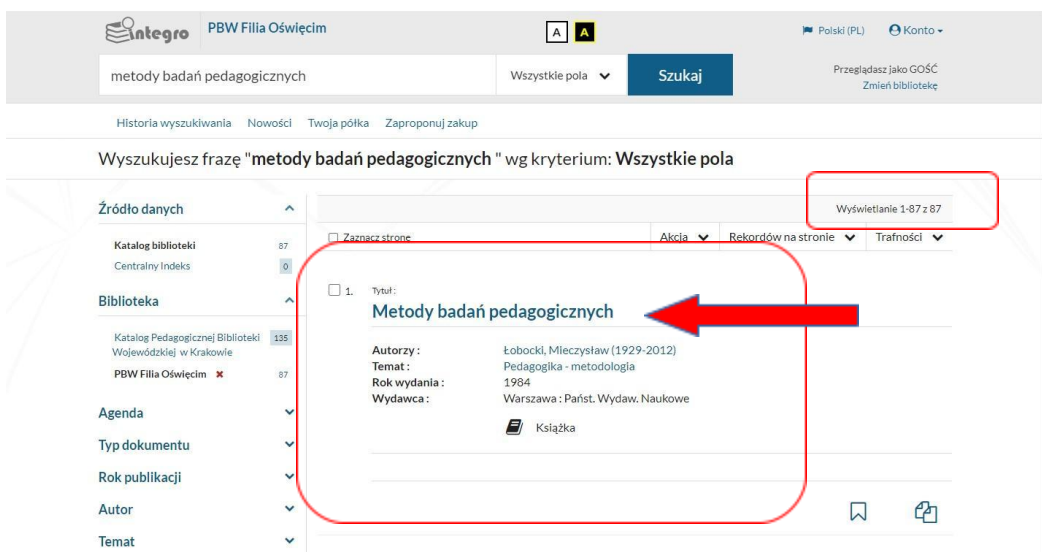 integro
PBW Filia Oświęcim
A A
Polski (PL) Konto
metody badań pedagogicznych
Wszystkie pola
Szukaj
Przeglądasz jako GOŚĆ
Zmień bibliotekę
Historia wyszukiwania Nowości Twoja półka Zaproponuj zakup
Wyszukujesz frazę "metody badań pedagogicznych " wg kryterium: Wszystkie pola
Źródło danych
Katalog biblioteki 87
Centralny Indeks 0
Biblioteka
Katalog Pedagogicznej Biblioteki 135
Wojewódzkiej w Krakowie
PBW Filia Oświęcim 87
Agenda
Typ dokumentu
Rok publikacji
Autor
Temat
Wyświetlanie 1-87 z 87
Zaznacz stronę Akcja Rekordów na stronie Trafności
1. Tytuł :
Metody badań pedagogicznych
Autorzy : Łobocki, Mieczysław (1929-2012)
Temat : Pedagogika - metodologia
Rok wydania : 1984
Wydawca : Warszawa : Państ. Wydaw. Naukowe
Książka